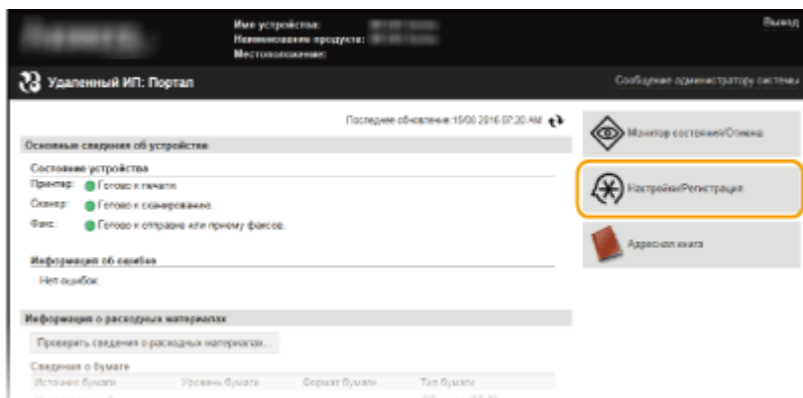 Имя устройства:
Наименование продукта:
Местоположение:
Выход
Удаленный ИП: Портал
Сообщение администратору системы
Последнее обновление: 15/09 2016 07:20 AM
Основные сведения об устройстве
Состояние устройства
Принтер: Готово к печати.
Сканер: Готово к сканированию.
Факс: Готово к отправке или приему факсов.
Информация об ошибке
Нет ошибок.
Информация о расходных материалах
Проверить сведения о расходных материалах...
Сведения о бумаге
Источник бумаги Уровень бумаги Формат бумаги Тип бумаги
Монитор состояния/Отмена
Настройки/Регистрация
Адресная книга